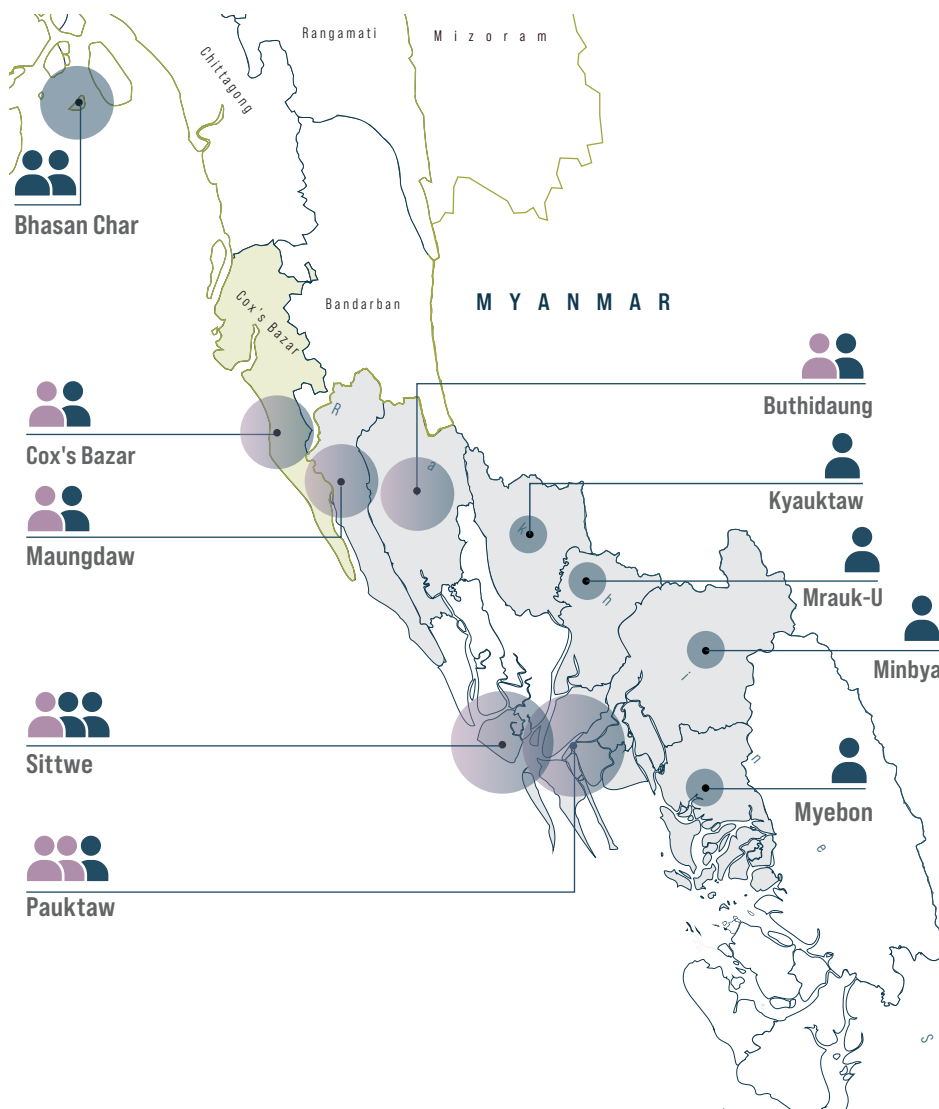 Rangamati
Mizoram
Chittagong
Bhasan Char
Cox's Bazar
Bandarban
MYANMAR
Buthidaung
Cox's Bazar
Kyauktaw
Maungdaw
Mrauk-U
Minbya
Sittwe
Myebon
Pauktaw
Rakhine S